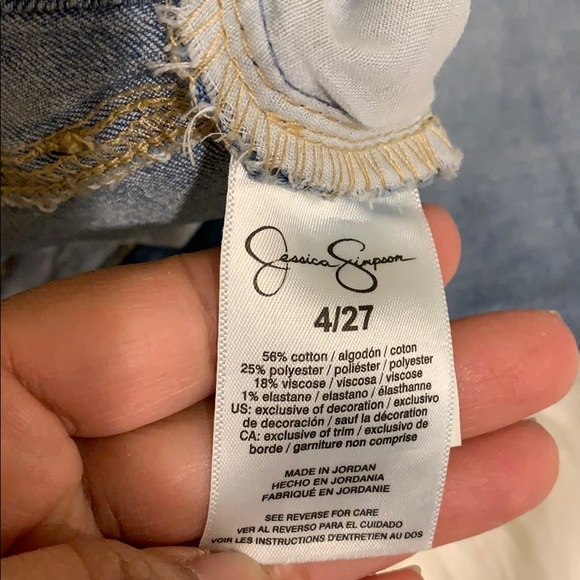 Jessica Simpson
4/27
56% cotton / algodón / coton
25% polyester / poliéster / polyester
18% viscose / viscosa / viscose
1% elastane / elastano / élasthanne
US: exclusive of decoration / exclusivo
de decoración / sauf la décoration
CA: exclusive of trim / exclusivo de
borde / garniture non comprise
MADE IN JORDAN
HECHO EN JORDANIA
FABRIQUÉ EN JORDANIE
SEE REVERSE FOR CARE
VER AL REVERSO PARA EL CUIDADO
VOIR LES INSTRUCTIONS D'ENTRETIEN AU DOS